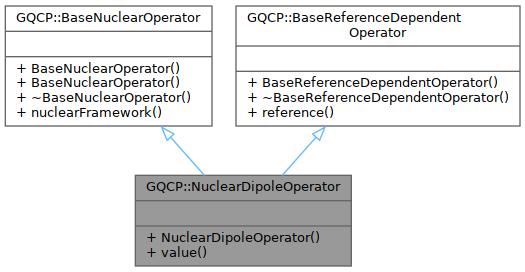 GQCP::BaseNuclearOperator
+ BaseNuclearOperator()
+ BaseNuclearOperator()
+ ~BaseNuclearOperator()
+ nuclearFramework()
GQCP::BaseReferenceDependent
Operator
+ BaseReferenceDependentOperator()
+ ~BaseReferenceDependentOperator()
+ reference()
GQCP::NuclearDipoleOperator
+ NuclearDipoleOperator()
+ value()